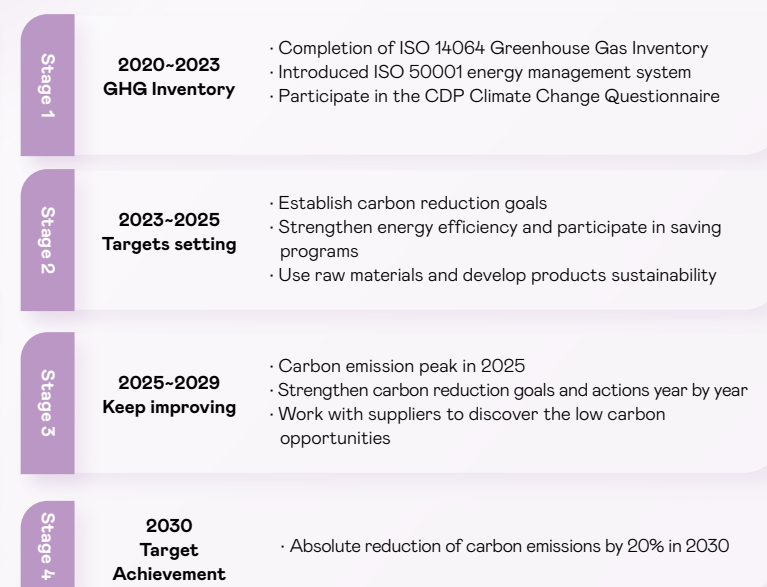 Stage 1
2020~2023
GHG Inventory
· Completion of ISO 14064 Greenhouse Gas Inventory
· Introduced ISO 50001 energy management system
· Participate in the CDP Climate Change Questionnaire
Stage 2
2023~2025
Targets setting
· Establish carbon reduction goals
· Strengthen energy efficiency and participate in saving
programs
· Use raw materials and develop products sustainability
Stage 3
2025~2029
Keep improving
· Carbon emission peak in 2025
· Strengthen carbon reduction goals and actions year by year
· Work with suppliers to discover the low carbon
opportunities
Stage 4
2030
Target
Achievement
· Absolute reduction of carbon emissions by 20% in 2030